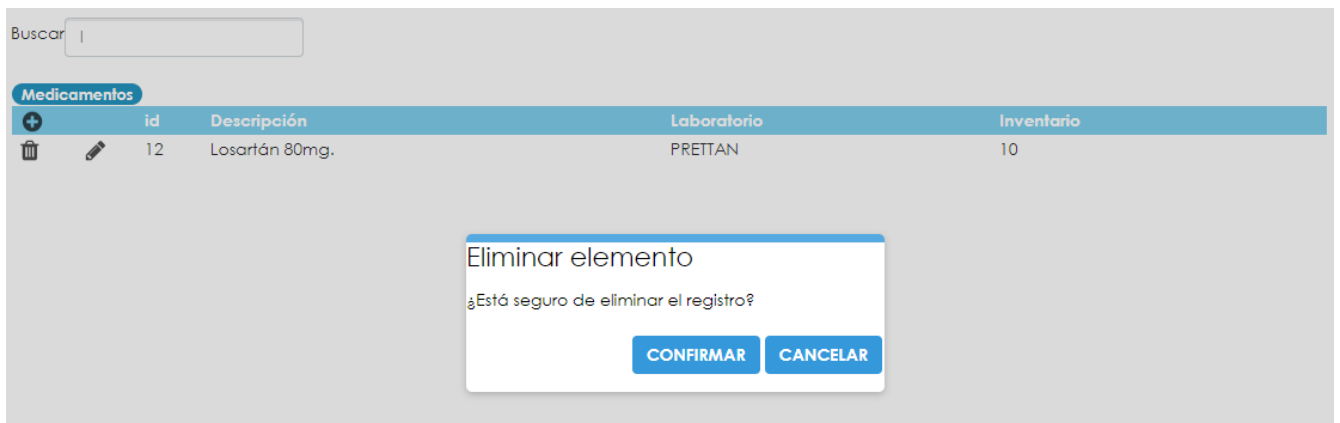 Buscar
Medicamentos
id Descripción Laboratorio Inventario
12 Losartán 80mg. PRETTAN 10
Eliminar elemento
¿Está seguro de eliminar el registro?
CONFIRMAR CANCELAR